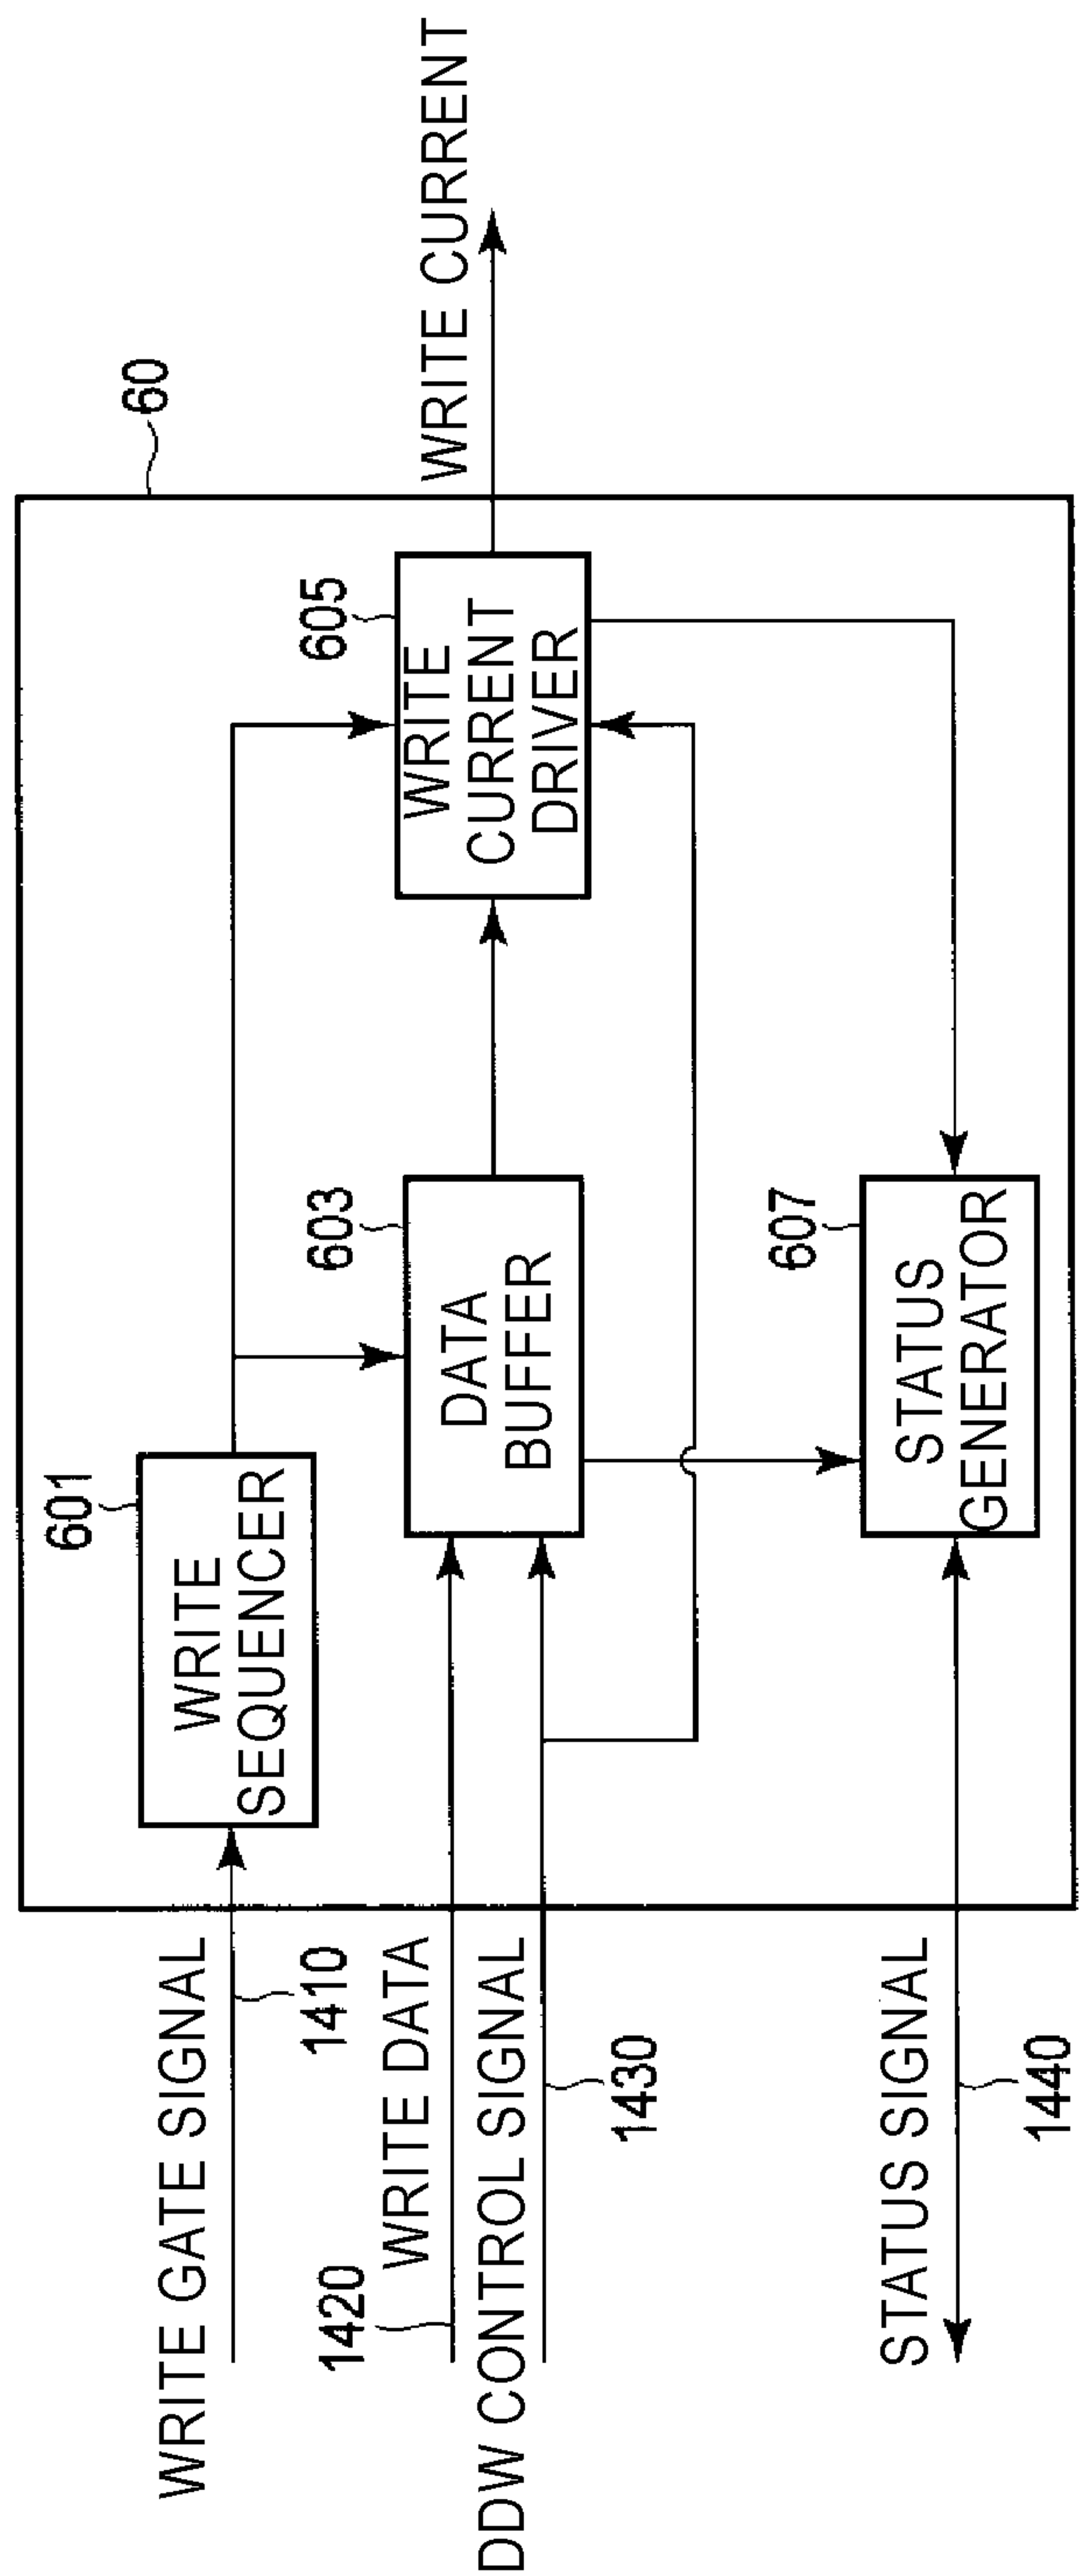 60
WRITE GATE SIGNAL
1410
601
WRITE
SEQUENCER
605
WRITE
CURRENT
DRIVER
WRITE CURRENT
1420
WRITE DATA
603
DATA
BUFFER
DDW CONTROL SIGNAL
1430
607
STATUS
GENERATOR
STATUS SIGNAL
1440